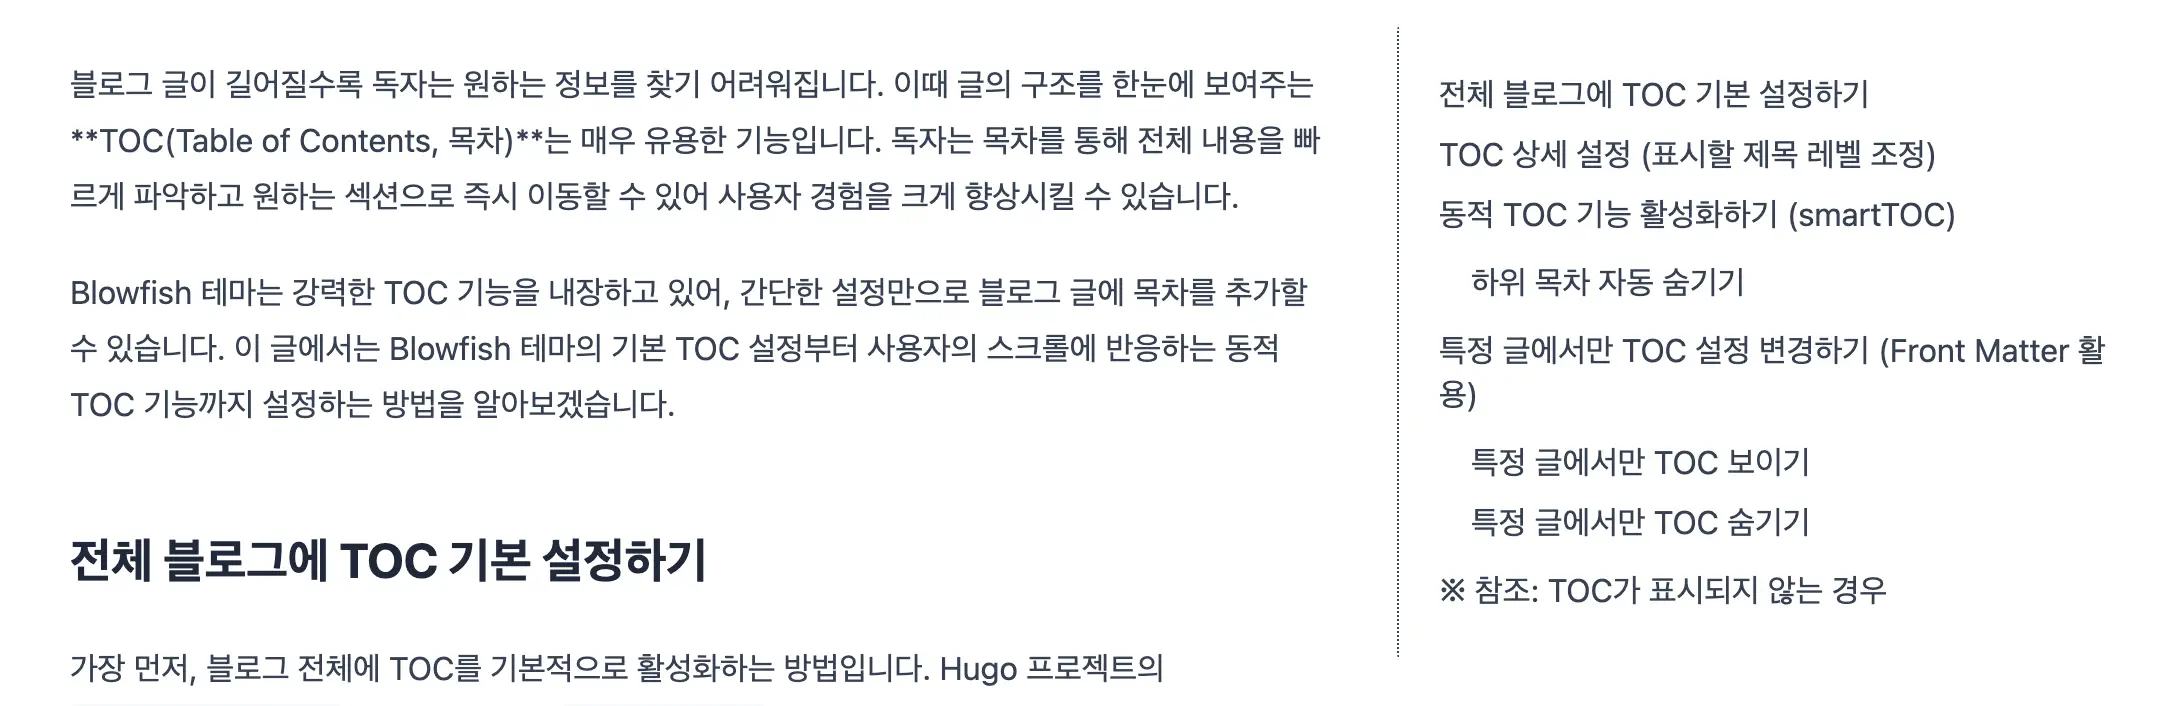 블로그 글이 길어질수록 독자는 원하는 정보를 찾기 어려워집니다. 이때 글의 구조를 한눈에 보여주는
**TOC(Table of Contents, 목차)**는 매우 유용한 기능입니다. 독자는 목차를 통해 전체 내용을 빠
르게 파악하고 원하는 섹션으로 즉시 이동할 수 있어 사용자 경험을 크게 향상시킬 수 있습니다.
Blowfish 테마는 강력한 TOC 기능을 내장하고 있어, 간단한 설정만으로 블로그 글에 목차를 추가할
수 있습니다. 이 글에서는 Blowfish 테마의 기본 TOC 설정부터 사용자의 스크롤에 반응하는 동적
TOC 기능까지 설정하는 방법을 알아보겠습니다.
전체 블로그에 TOC 기본 설정하기
가장 먼저, 블로그 전체에 TOC를 기본적으로 활성화하는 방법입니다. Hugo 프로젝트의
전체 블로그에 TOC 기본 설정하기
TOC 상세 설정 (표시할 제목 레벨 조정)
동적 TOC 기능 활성화하기 (smartTOC)
하위 목차 자동 숨기기
특정 글에서만 TOC 설정 변경하기 (Front Matter 활
용)
특정 글에서만 TOC 보이기
특정 글에서만 TOC 숨기기
※ 참조: TOC가 표시되지 않는 경우